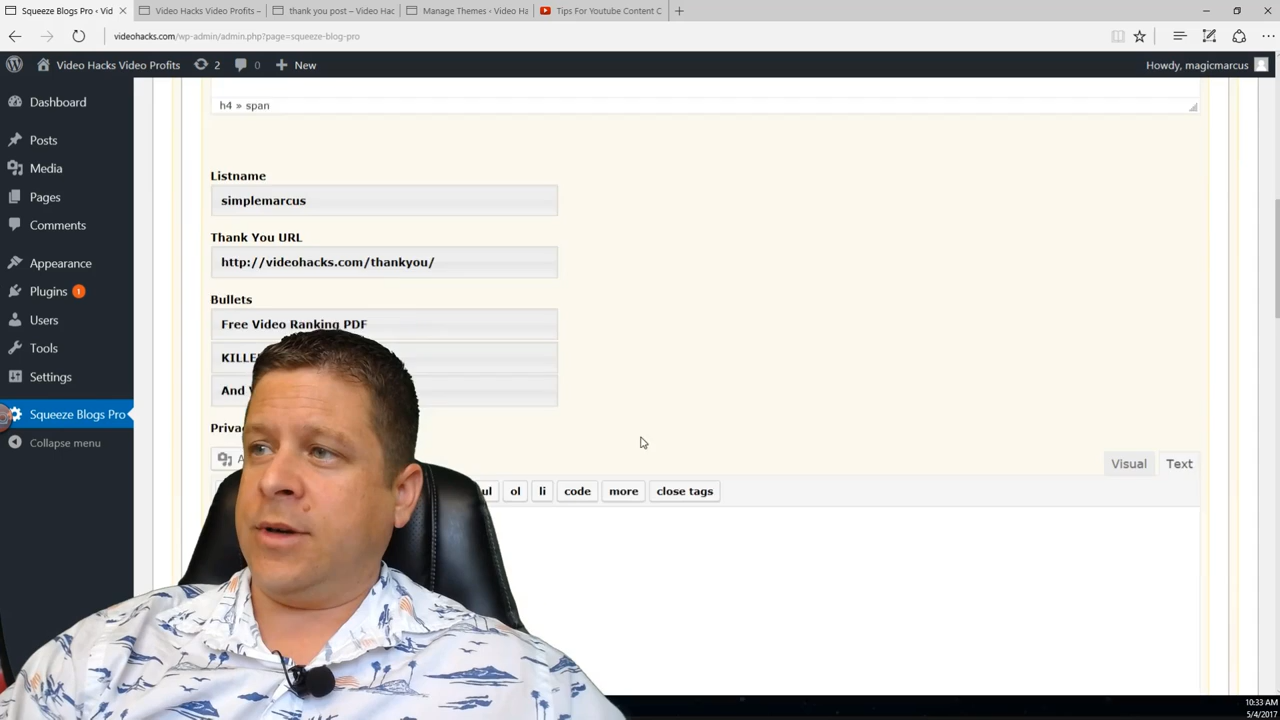 Squeeze Blogs Pro ‹ Vid
Video Hacks Video Profits –
thank you post – Video Hac
Manage Themes ‹ Video Ha
Tips For Youtube Content C
videohacks.com/wp-admin/admin.php?page=squeeze-blog-pro
Video Hacks Video Profits
2
0
New
Howdy, magicmarcus
Dashboard
Posts
Media
Pages
Comments
Appearance
Plugins 1
Users
Tools
Settings
Squeeze Blogs Pro
Collapse menu
h4 » span
Listname
simplemarcus
Thank You URL
http://videohacks.com/thankyou/
Bullets
Free Video Ranking PDF
And
Visual
Text
ul
ol
li
code
more
close tags
10:33 AM
5/4/2017